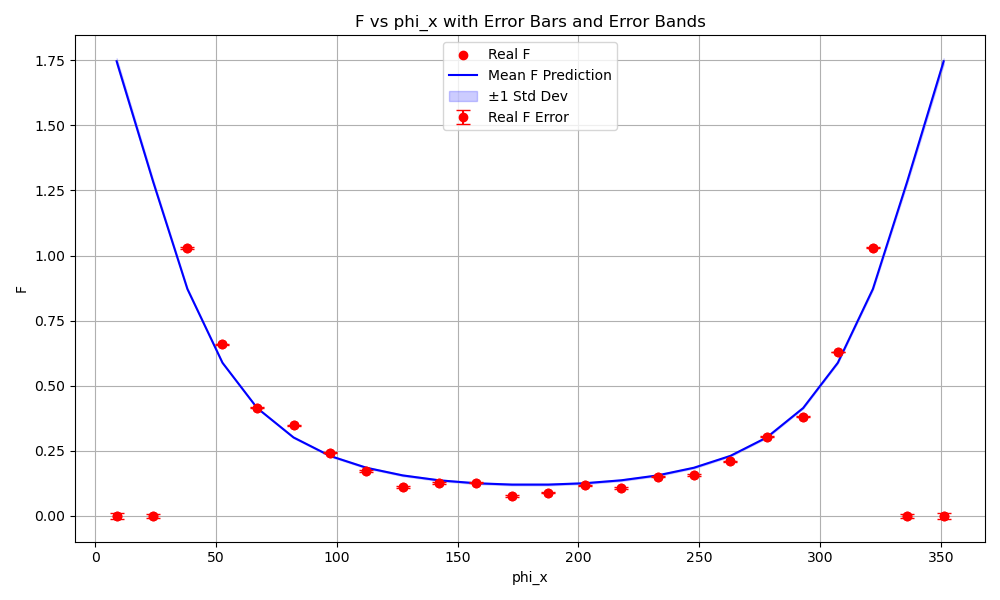 F vs phi_x with Error Bars and Error Bands
Real F
Mean F Prediction
±1 Std Dev
Real F Error
F
1.75
1.50
1.25
1.00
0.75
0.50
0.25
0.00
0 50 100 150 200 250 300 350
phi_x